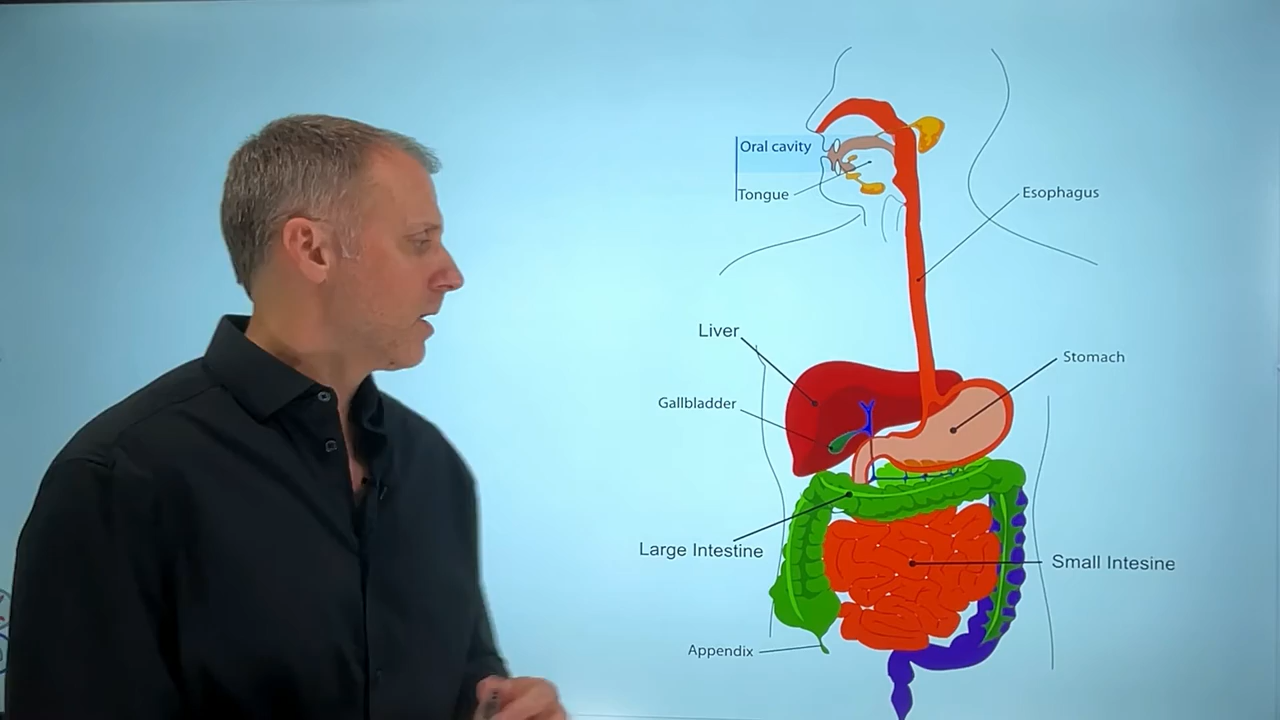 Oral cavity
Tongue
Esophagus
Liver
Stomach
Gallbladder
Large Intestine
Small Intesine
Appendix